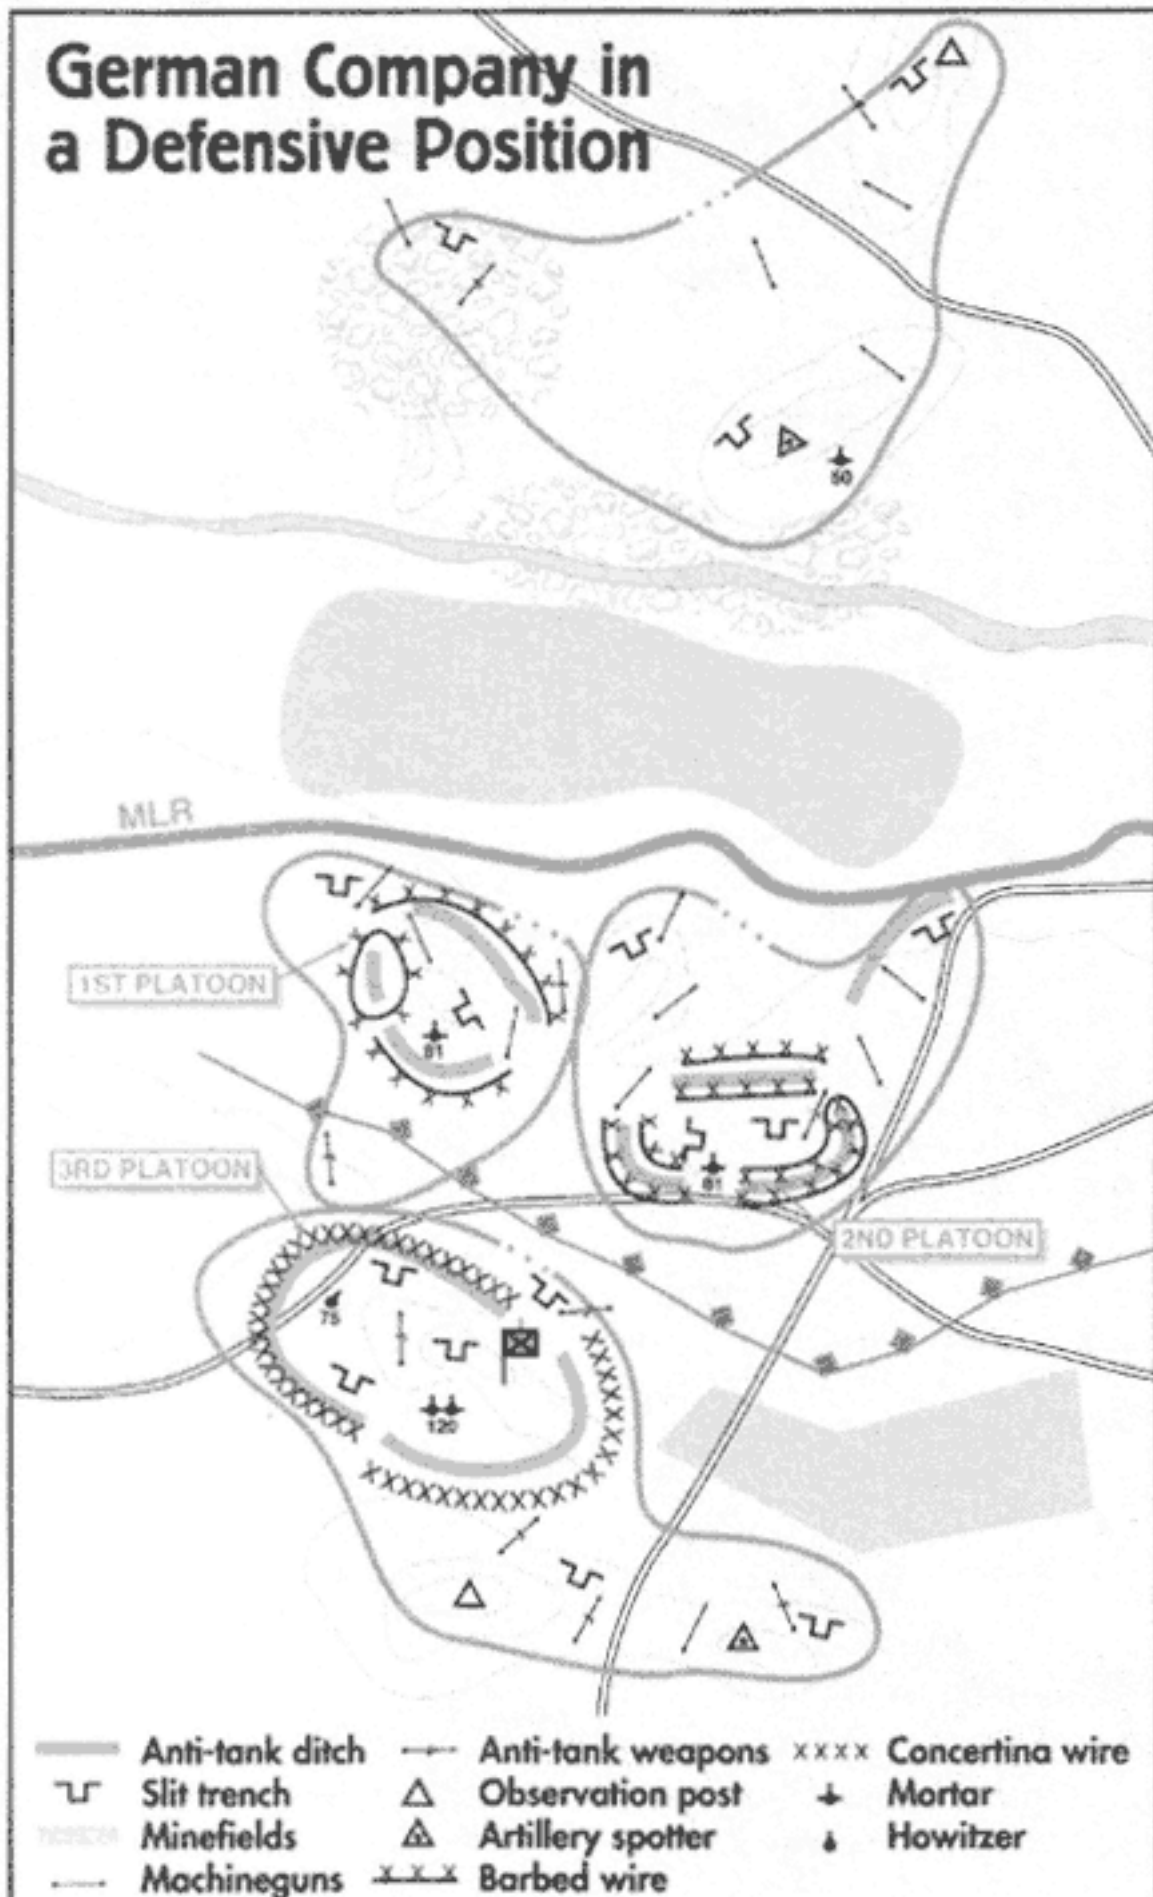 German Company in
a Defensive Position
50
MLR
1ST PLATOON
81
3RD PLATOON
81
2ND PLATOON
75
120
Anti-tank ditch
Anti-tank weapons
Concertina wire
Slit trench
Observation post
Mortar
Minefields
Artillery spotter
Howitzer
Machineguns
Barbed wire